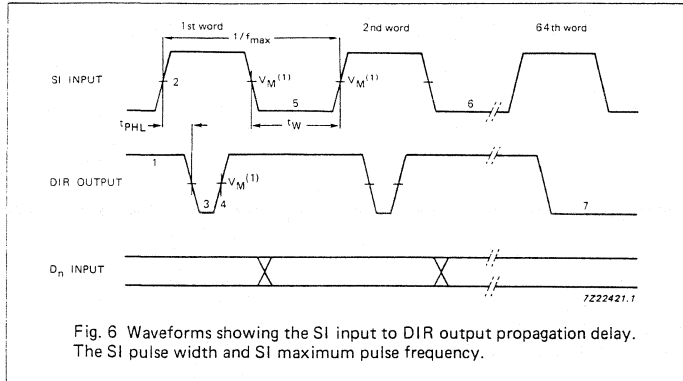 1st word 2nd word 64th word
1/fmax
SI INPUT 2 VM(1) 5 VM(1) 6
tPHL tW
1
DIR OUTPUT VM(1)
3 4 7
Dn INPUT
7Z22421.1
Fig. 6 Waveforms showing the SI input to DIR output propagation delay.
The SI pulse width and SI maximum pulse frequency.